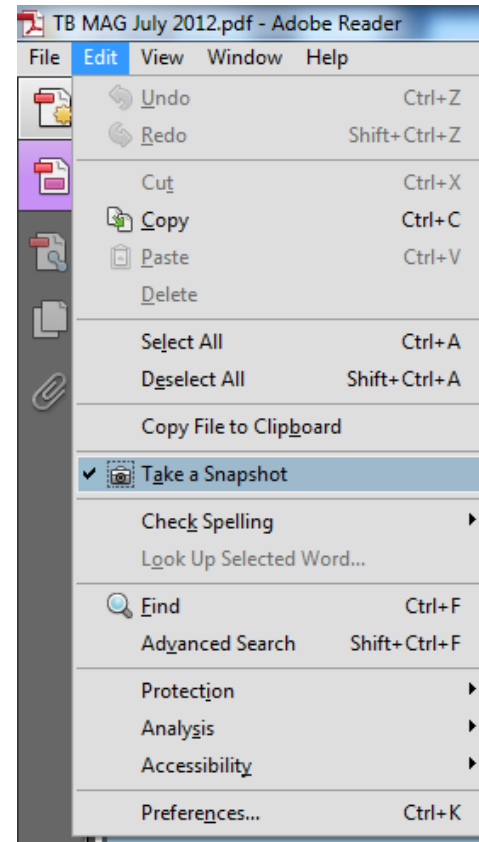 TB MAG July 2012.pdf - Adobe Reader
File Edit View Window Help
Undo Ctrl+Z
Redo Shift+Ctrl+Z
Cut Ctrl+X
Copy Ctrl+C
Paste Ctrl+V
Delete
Select All Ctrl+A
Deselect All Shift+Ctrl+A
Copy File to Clipboard
Take a Snapshot
Check Spelling
Look Up Selected Word...
Find Ctrl+F
Advanced Search Shift+Ctrl+F
Protection
Analysis
Accessibility
Preferences... Ctrl+K